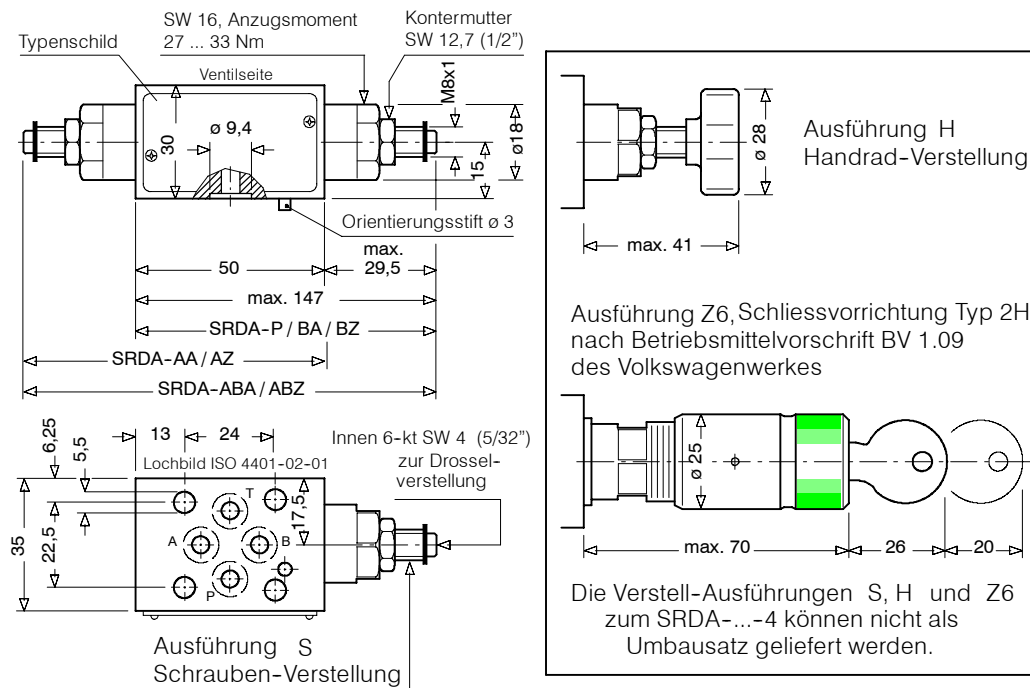 SW 16, Anzugsmoment
27 ... 33 Nm
Kontermutter
SW 12,7 (1/2”)
Typenschild
Ventilseite
M8x1
ø 9,4
30
ø18
15
Orientierungsstift ø 3
max.
50
29,5
max. 147
SRDA-P / BA / BZ
SRDA-AA / AZ
SRDA-ABA / ABZ
6,25
5,5
13
24
Lochbild ISO 4401-02-01
Innen 6-kt SW 4 (5/32”)
zur Drossel-
verstellung
T
17,5
35
22,5
A
B
P
Ausführung S
Schrauben-Verstellung
ø 28
Ausführung H
Handrad-Verstellung
max. 41
Ausführung Z6, Schliessvorrichtung Typ 2H
nach Betriebsmittelvorschrift BV 1.09
des Volkswagenwerkes
ø 25
max. 70
26
20
Die Verstell-Ausführungen S, H und Z6
zum SRDA-...-4 können nicht als
Umbausatz geliefert werden.